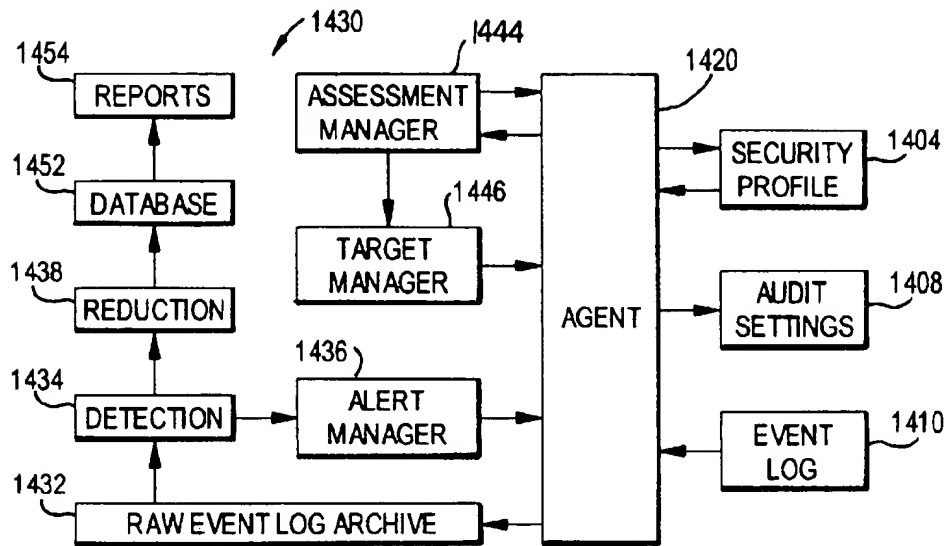 1430
1454
REPORTS
1444
ASSESSMENT
MANAGER
1420
SECURITY
PROFILE
1404
1452
DATABASE
1446
TARGET
MANAGER
1438
REDUCTION
AGENT
AUDIT
SETTINGS
1408
1436
ALERT
MANAGER
1434
DETECTION
EVENT
LOG
1410
1432
RAW EVENT LOG ARCHIVE